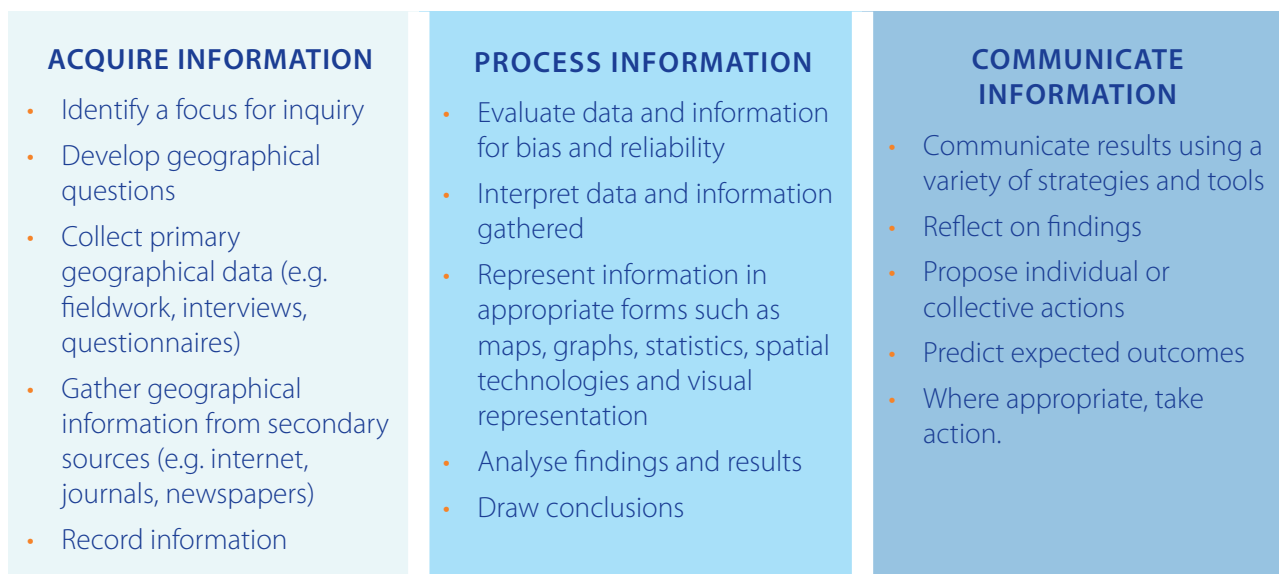 ACQUIRE INFORMATION
• Identify a focus for inquiry
• Develop geographical
questions
• Collect primary
geographical data (e.g.
fieldwork, interviews,
questionnaires)
• Gather geographical
information from secondary
sources (e.g. internet,
journals, newspapers)
• Record information
PROCESS INFORMATION
• Evaluate data and information
for bias and reliability
• Interpret data and information
gathered
• Represent information in
appropriate forms such as
maps, graphs, statistics, spatial
technologies and visual
representation
• Analyse findings and results
• Draw conclusions
COMMUNICATE
INFORMATION
• Communicate results using a
variety of strategies and tools
• Reflect on findings
• Propose individual or
collective actions
• Predict expected outcomes
• Where appropriate, take
action.